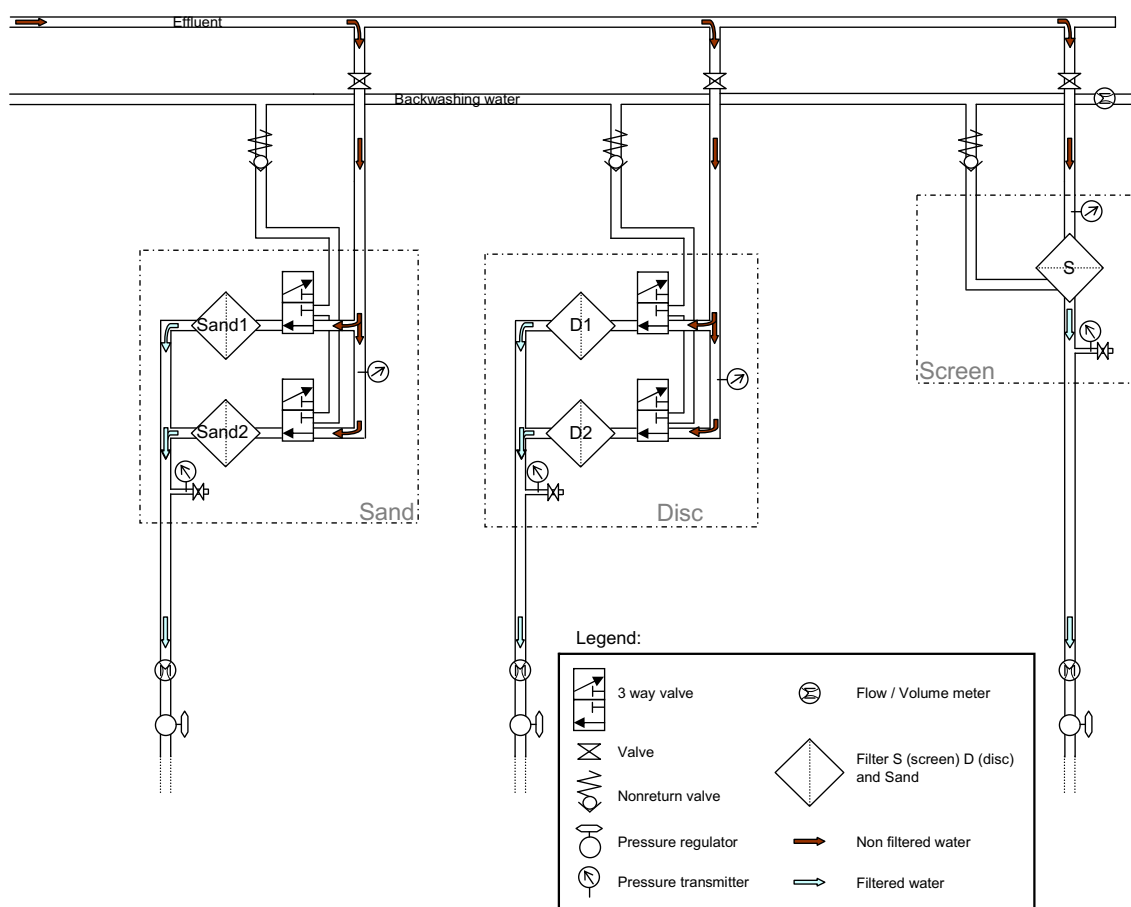 Effluent
Backwashing water
S
Sand1
D1
Screen
Sand2
D2
Sand
Disc
Legend:
3 way valve
Flow / Volume meter
Valve
Filter S (screen) D (disc)
and Sand
Nonreturn valve
Pressure regulator
Non filtered water
Pressure transmitter
Filtered water